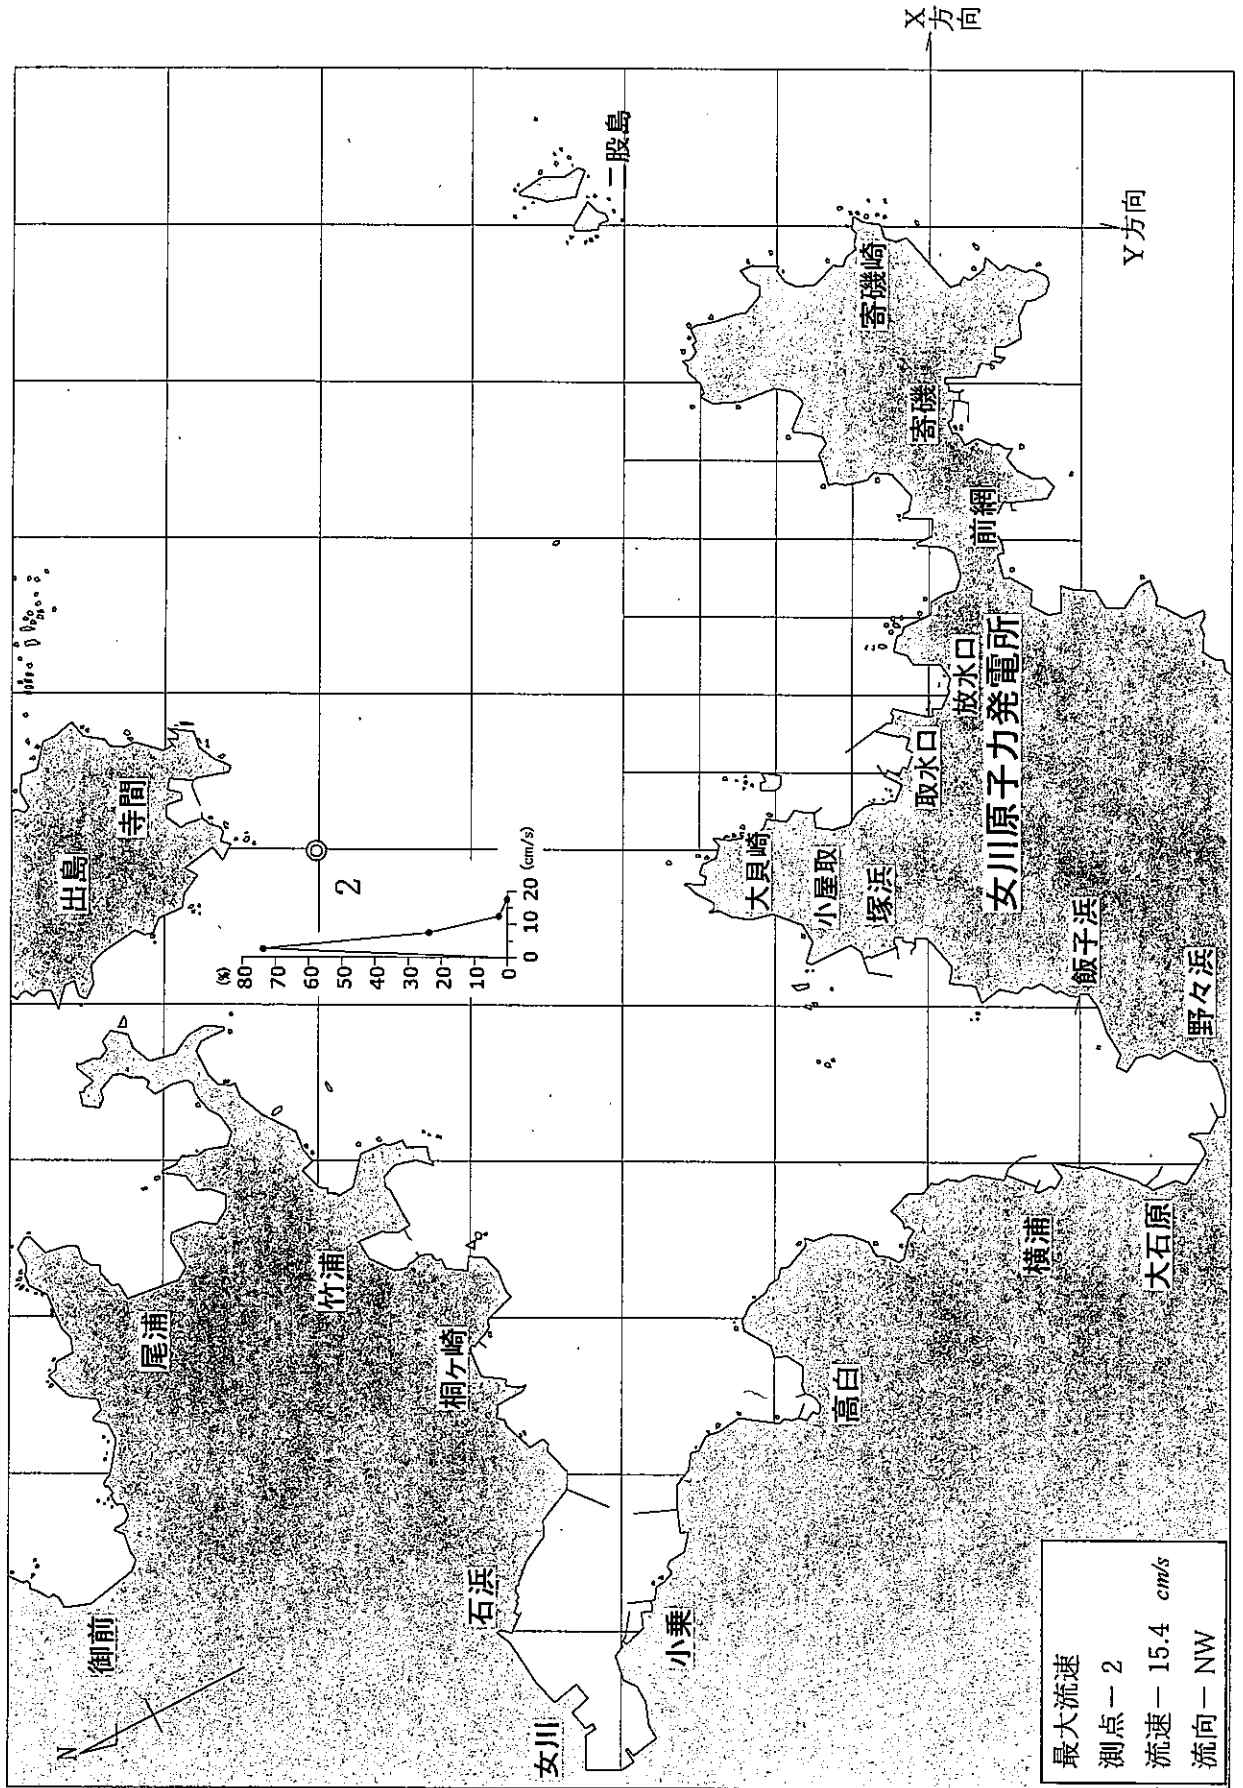 X方向
Y方向
二股島
出島
寺間
2
(%)
80
70
60
50
40
30
20
10
0
0 10 20 (cm/s)
寄磯崎
寄磯
前網
放水口
女川原子力発電所
取水口
大貝崎
小屋取
塚浜
飯子浜
野々浜
尾浦
竹浦
桐ヶ崎
横浦
大石原
高白
御前
N
石浜
小乗
女川
最大流速
測点－2
流速－15.4 cm/s
流向－NW